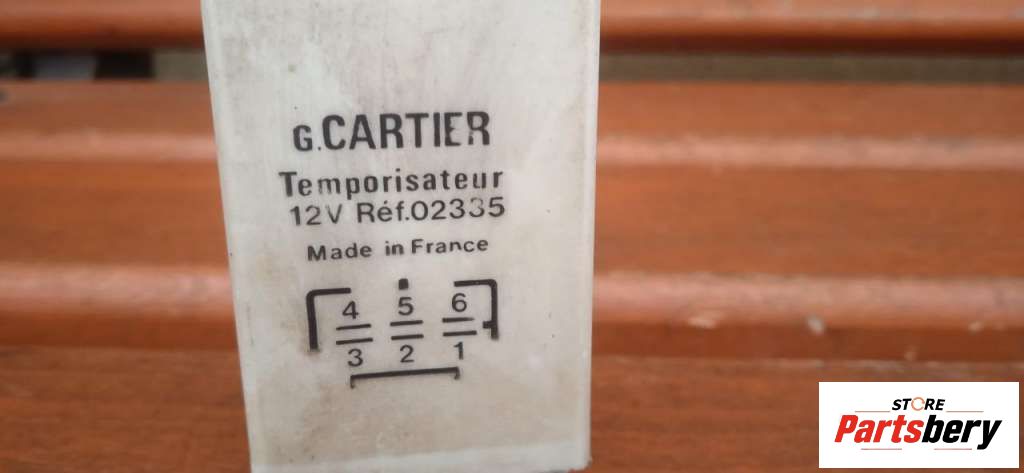 G.CARTIER
Temporisateur
12V Réf.02335
Made in France
4 5 6
3 2 1
STORE
Partsbery